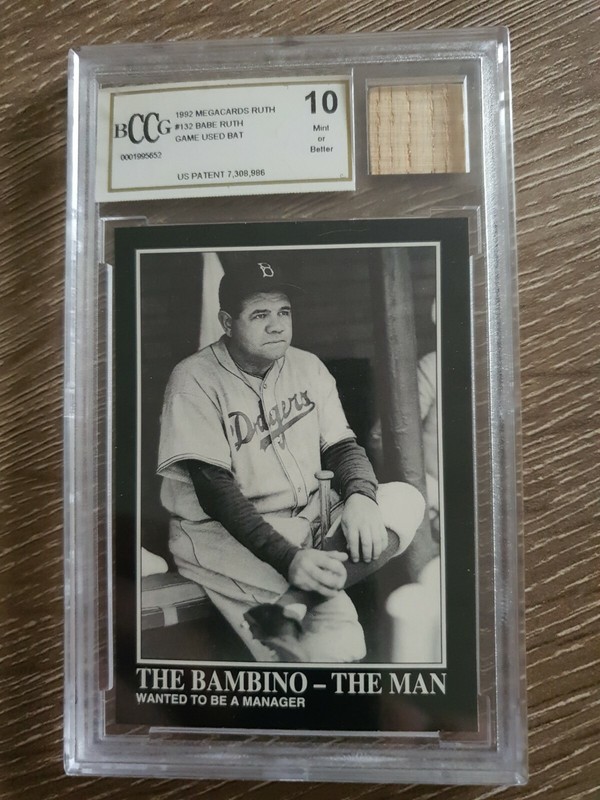 BCCG
1992 MEGACARDS RUTH
#132 BABE RUTH
GAME USED BAT
0001995652
10
Mint
or
Better
US PATENT 7,308,986
B
Dodgers
THE BAMBINO – THE MAN
WANTED TO BE A MANAGER